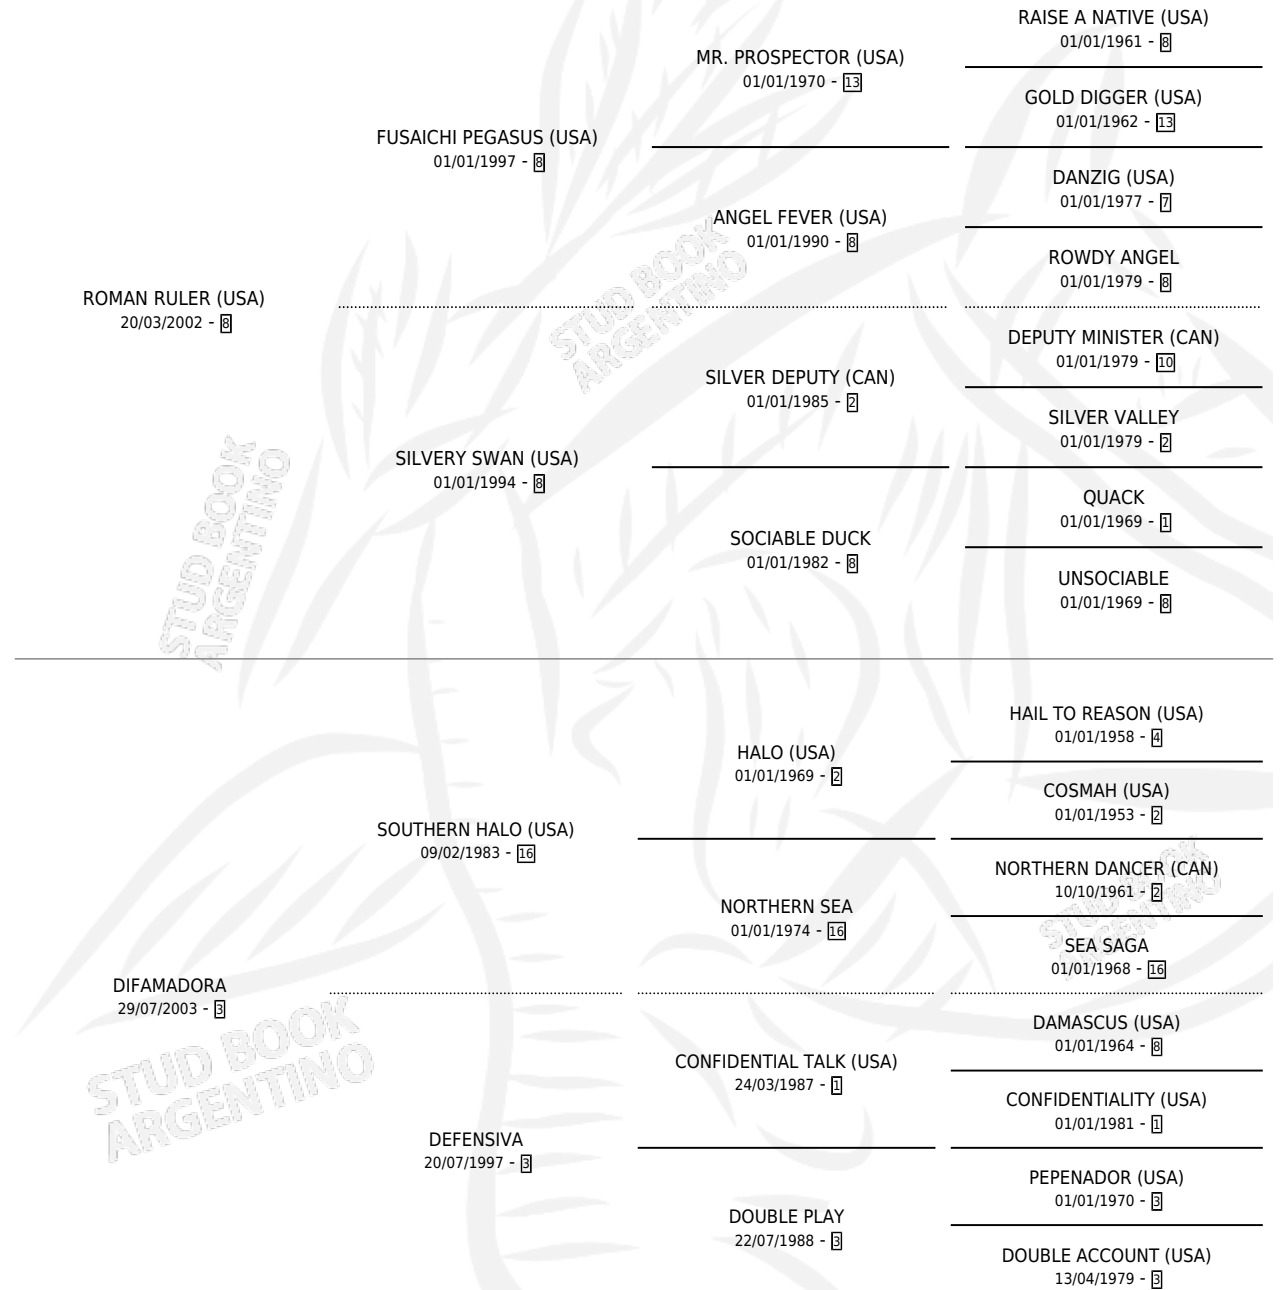 RAISE A NATIVE (USA)
01/01/1961 - 8
MR. PROSPECTOR (USA)
01/01/1970 - 13
GOLD DIGGER (USA)
01/01/1962 - 13
FUSAICHI PEGASUS (USA)
01/01/1997 - 8
DANZIG (USA)
01/01/1977 - 7
ANGEL FEVER (USA)
01/01/1990 - 8
ROWDY ANGEL
01/01/1979 - 8
ROMAN RULER (USA)
20/03/2002 - 8
STUD BOOK
ARGENTINO
DEPUTY MINISTER (CAN)
01/01/1979 - 10
SILVER DEPUTY (CAN)
01/01/1985 - 2
SILVER VALLEY
01/01/1979 - 2
SILVERY SWAN (USA)
01/01/1994 - 8
QUACK
01/01/1969 - 1
SOCIABLE DUCK
01/01/1982 - 8
UNSOCIABLE
01/01/1969 - 8
STUD BOOK
ARGENTINO
HAIL TO REASON (USA)
01/01/1958 - 4
HALO (USA)
01/01/1969 - 2
COSMAH (USA)
01/01/1953 - 2
SOUTHERN HALO (USA)
09/02/1983 - 16
NORTHERN DANCER (CAN)
10/10/1961 - 2
NORTHERN SEA
01/01/1974 - 16
SEA SAGA
01/01/1968 - 16
STUD BOOK
ARGENTINO
DIFAMADORA
29/07/2003 - 3
DAMASCUS (USA)
01/01/1964 - 8
CONFIDENTIAL TALK (USA)
24/03/1987 - 1
CONFIDENTIALITY (USA)
01/01/1981 - 1
STUD BOOK
ARGENTINO
DEFENSIVA
20/07/1997 - 3
PEPENADOR (USA)
01/01/1970 - 3
DOUBLE PLAY
22/07/1988 - 3
DOUBLE ACCOUNT (USA)
13/04/1979 - 3